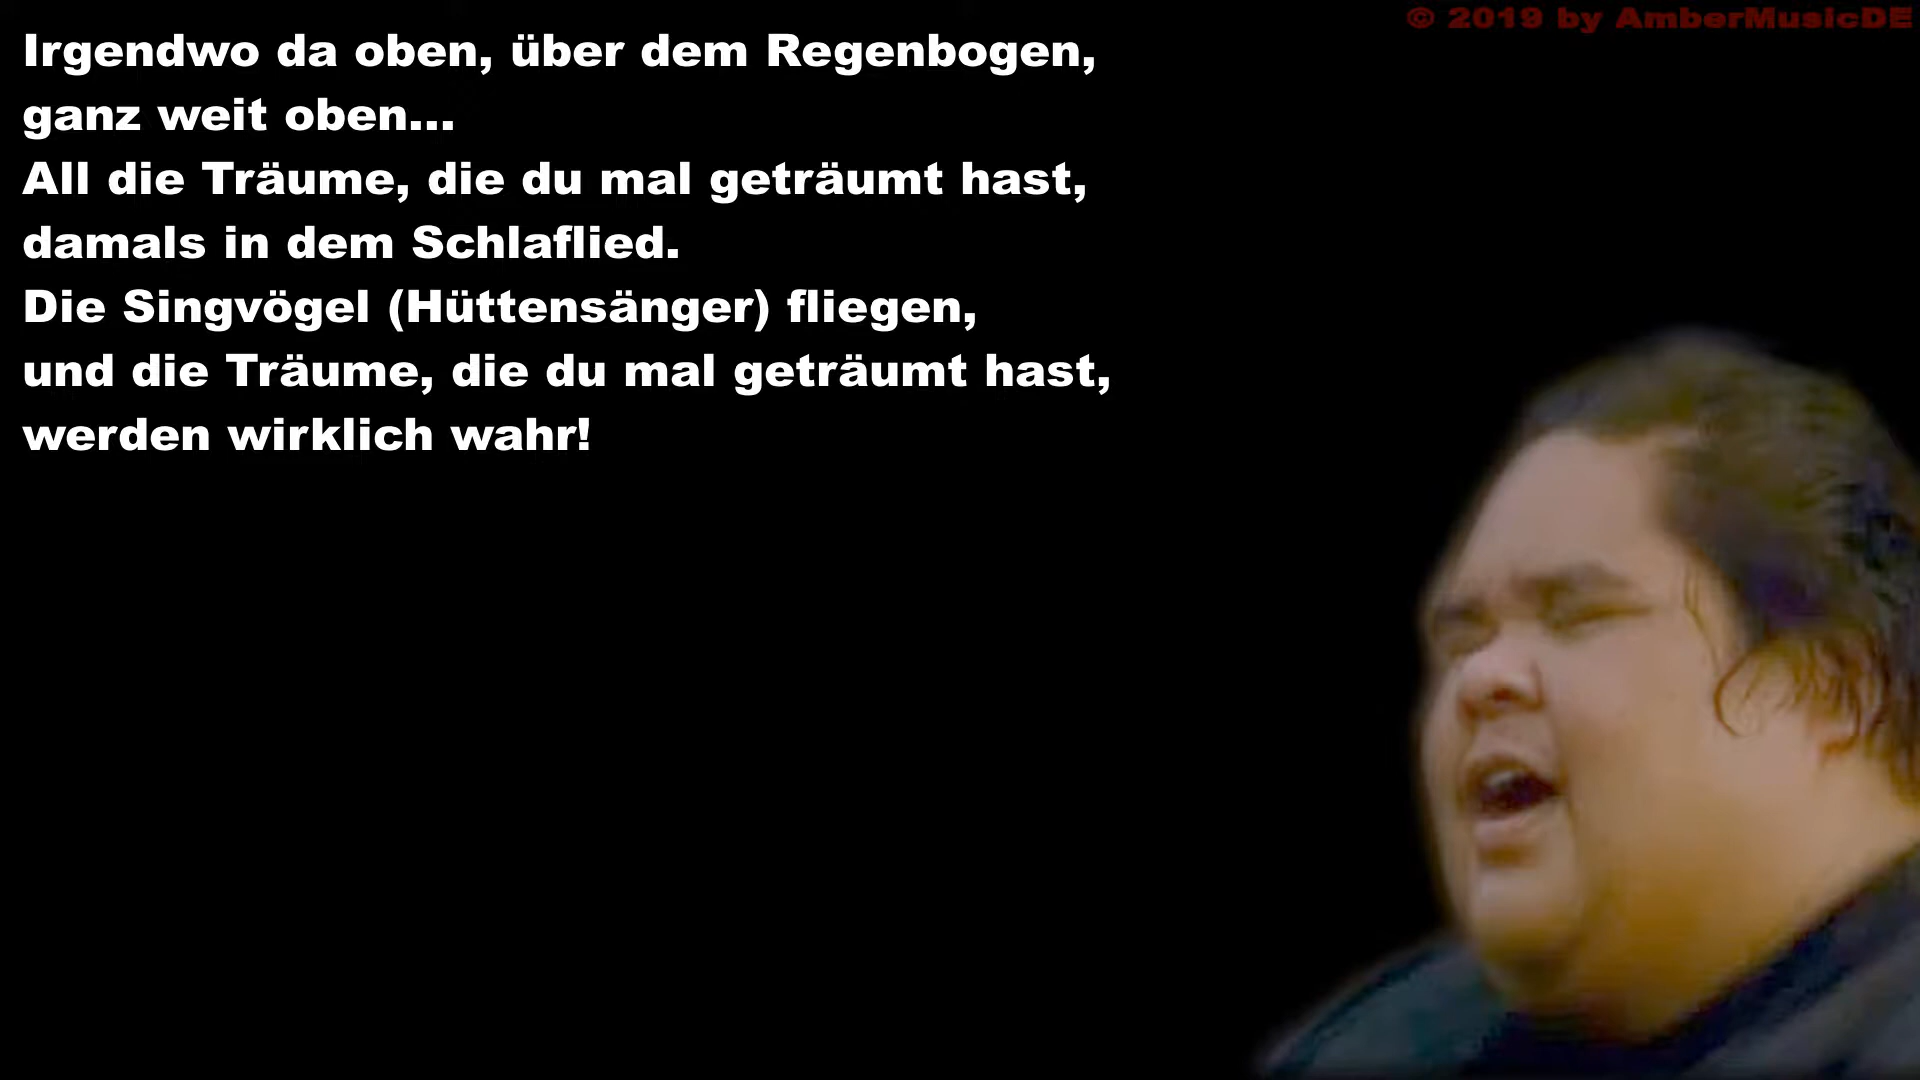 © 2019 by AmberMusicDE
Irgendwo da oben, über dem Regenbogen,
ganz weit oben...
All die Träume, die du mal geträumt hast,
damals in dem Schlaflied.
Die Singvögel (Hüttensänger) fliegen,
und die Träume, die du mal geträumt hast,
werden wirklich wahr!